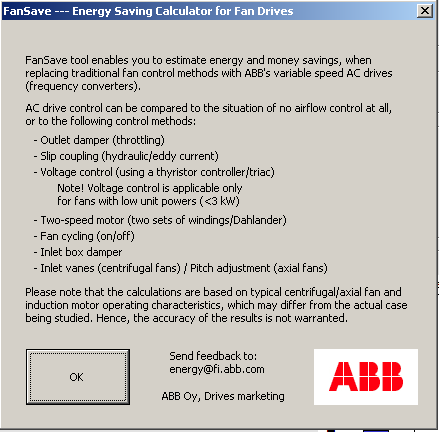 FanSave --- Energy Saving Calculator for Fan Drives
FanSave tool enables you to estimate energy and money savings, when
replacing traditional fan control methods with ABB's variable speed AC drives
(frequency converters).
AC drive control can be compared to the situation of no airflow control at all,
or to the following control methods:
- Outlet damper (throttling)
- Slip coupling (hydraulic/eddy current)
- Voltage control (using a thyristor controller/triac)
Note! Voltage control is applicable only
for fans with low unit powers (<3 kW)
- Two-speed motor (two sets of windings/Dahlander)
- Fan cycling (on/off)
- Inlet box damper
- Inlet vanes (centrifugal fans) / Pitch adjustment (axial fans)
Please note that the calculations are based on typical centrifugal/axial fan and
induction motor operating characteristics, which may differ from the actual case
being studied. Hence, the accuracy of the results is not warranted.
OK
Send feedback to:
energy@fi.abb.com
ABB Oy, Drives marketing
ABB